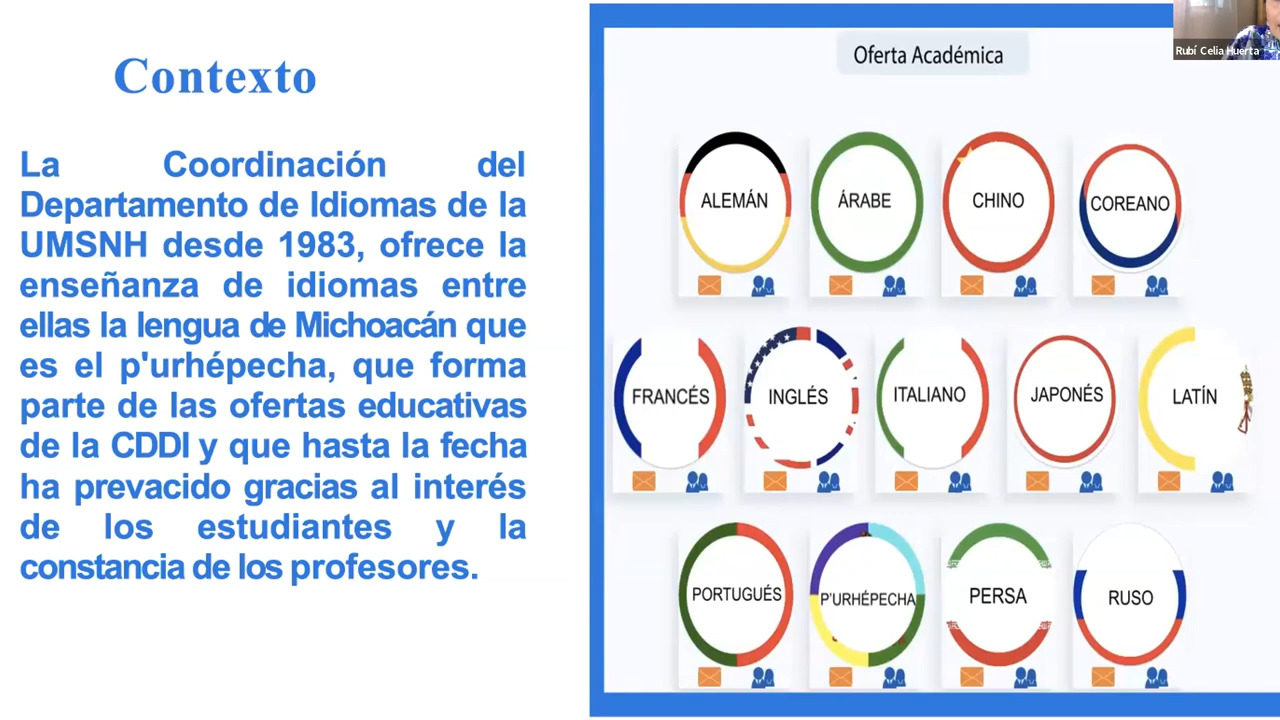 Contexto
La Coordinación del
Departamento de Idiomas de la
UMSNH desde 1983, ofrece la
enseñanza de idiomas entre
ellas la lengua de Michoacán que
es el p'urhépecha, que forma
parte de las ofertas educativas
de la CDDI y que hasta la fecha
ha prevacido gracias al interés
de los estudiantes y la
constancia de los profesores.
Oferta Académica
ALEMÁN
ÁRABE
CHINO
COREANO
FRANCÉS
INGLÉS
ITALIANO
JAPONÉS
LATÍN
PORTUGUÉS
P'URHÉPECHA
PERSA
RUSO
Rubí Celia Huerta